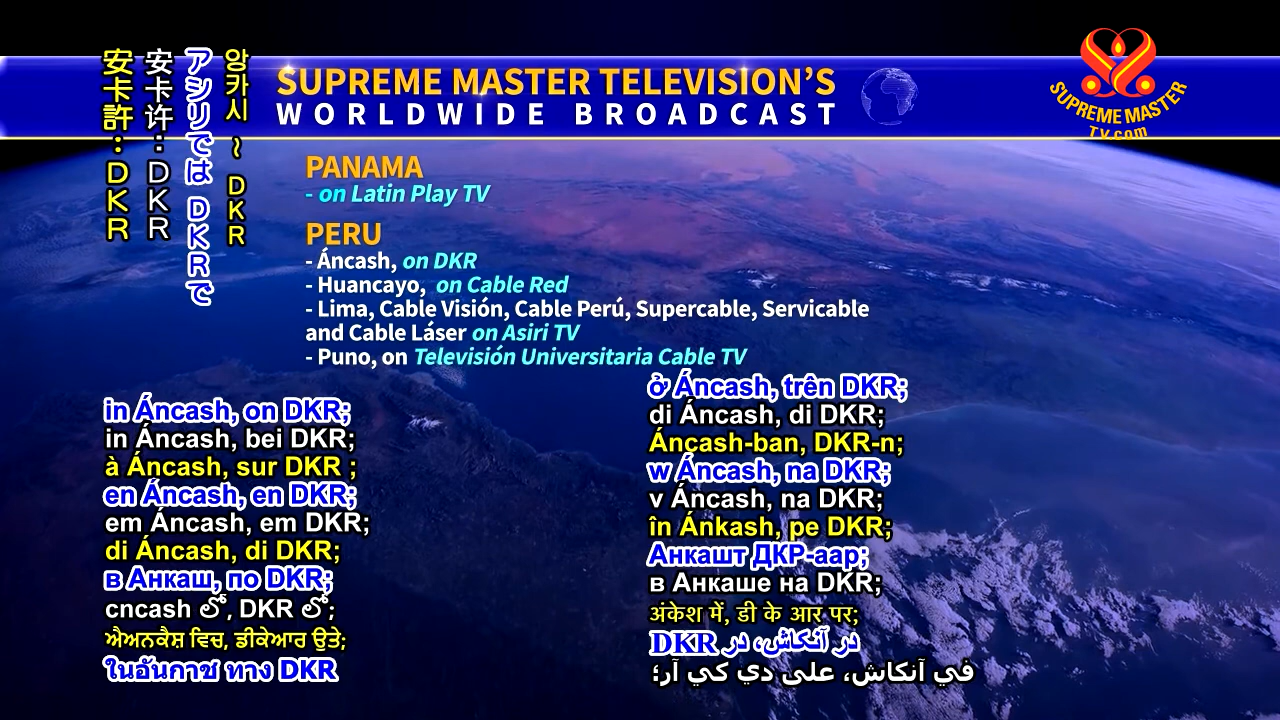 安卡許：DKR
安卡许：DKR
アシリでは DKRで
앙카시 ~ DKR
SUPREME MASTER TELEVISION’S
WORLDWIDE BROADCAST
SUPREME MASTER
TV.com
PANAMA
- on Latin Play TV
PERU
- Áncash, on DKR
- Huancayo, on Cable Red
- Lima, Cable Visión, Cable Perú, Supercable, Servicable
and Cable Láser on Asiri TV
- Puno, on Televisión Universitaria Cable TV
in Áncash, on DKR;
in Áncash, bei DKR;
à Áncash, sur DKR ;
en Áncash, en DKR;
em Áncash, em DKR;
di Áncash, di DKR;
в Анкаш, по DKR;
cncash లో, DKR లో;
ਐਅਨਕੈਸ਼ ਵਿਚ, ਡੀਕੇਆਰ ਉਤੇ;
ในอันกาช ทาง DKR
ở Áncash, trên DKR;
di Áncash, di DKR;
Áncash-ban, DKR-n;
w Áncash, na DKR;
v Áncash, na DKR;
în Ánkash, pe DKR;
Анкашт ДКР-аар;
в Анкаше на DKR;
अंकेश में, डी के आर पर;
در آنکاش، در DKR
في آنكاش، على دي كي آر؛